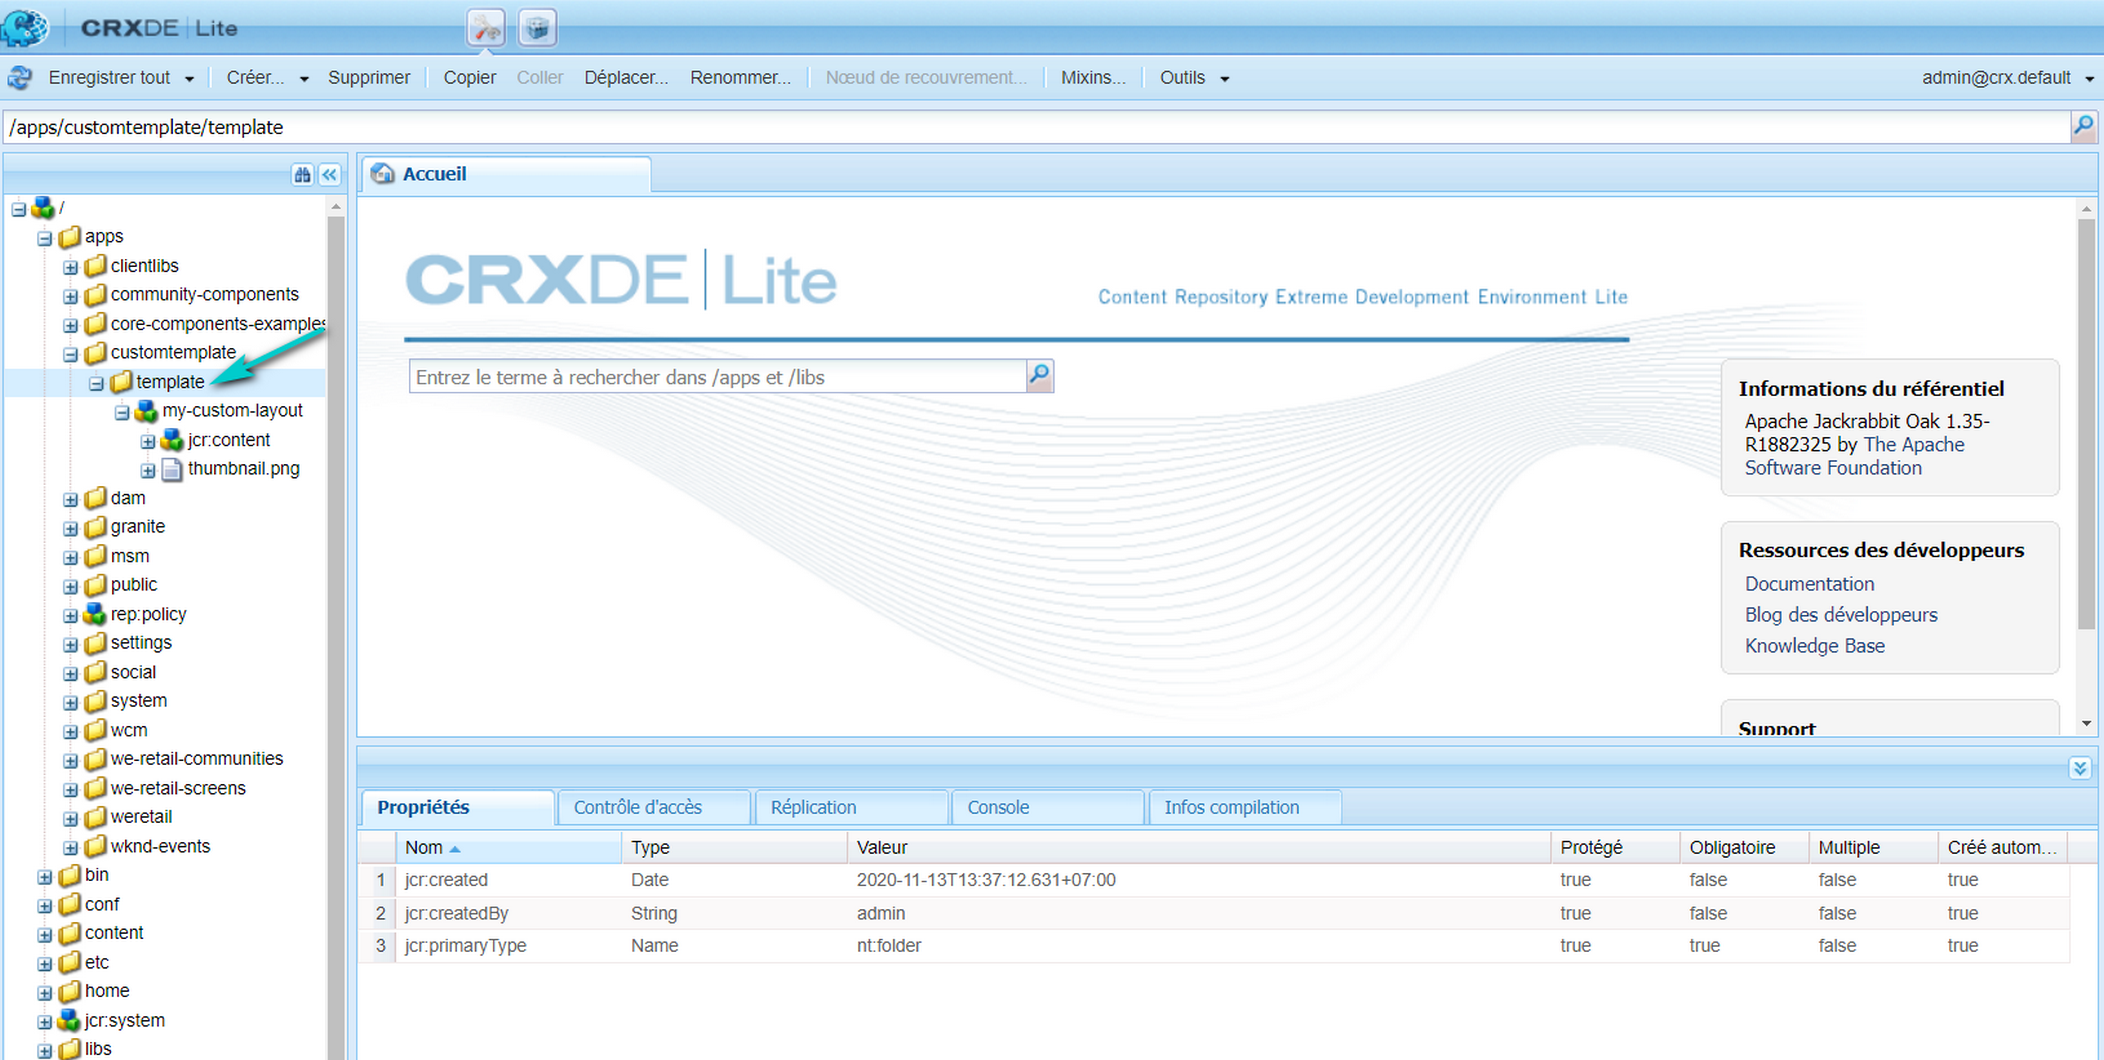 CRXDE | Lite
Enregistrer tout Créer... Supprimer Copier Coller Déplacer... Renommer... Nœud de recouvrement... Mixins... Outils admin@crx.default
/apps/customtemplate/template
Accueil
/
apps
clientlibs
community-components
core-components-examples
customtemplate
template
my-custom-layout
jcr:content
thumbnail.png
dam
granite
msm
public
rep:policy
settings
social
system
wcm
we-retail-communities
we-retail-screens
weretail
wknd-events
bin
conf
content
etc
home
jcr:system
libs
CRXDE | Lite
Content Repository Extreme Development Environment Lite
Entrez le terme à rechercher dans /apps et /libs
Informations du référentiel
Apache Jackrabbit Oak 1.35-
R1882325 by The Apache
Software Foundation
Ressources des développeurs
Documentation
Blog des développeurs
Knowledge Base
Support
Propriétés Contrôle d'accès Réplication Console Infos compilation
Nom Type Valeur Protégé Obligatoire Multiple Créé autom...
1 jcr:created Date 2020-11-13T13:37:12.631+07:00 true false false true
2 jcr:createdBy String admin true false false true
3 jcr:primaryType Name nt:folder true true false true